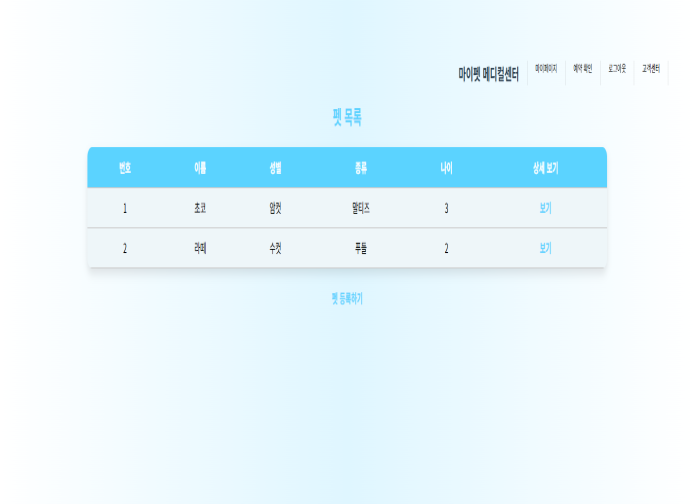 마이펫 메디컬센터 마이페이지 예약 확인 로그아웃 고객센터
펫 목록
번호 이름 성별 종류 나이 상세 보기
1 초코 암컷 말티즈 3 보기
2 라떼 수컷 푸들 2 보기
펫 등록하기